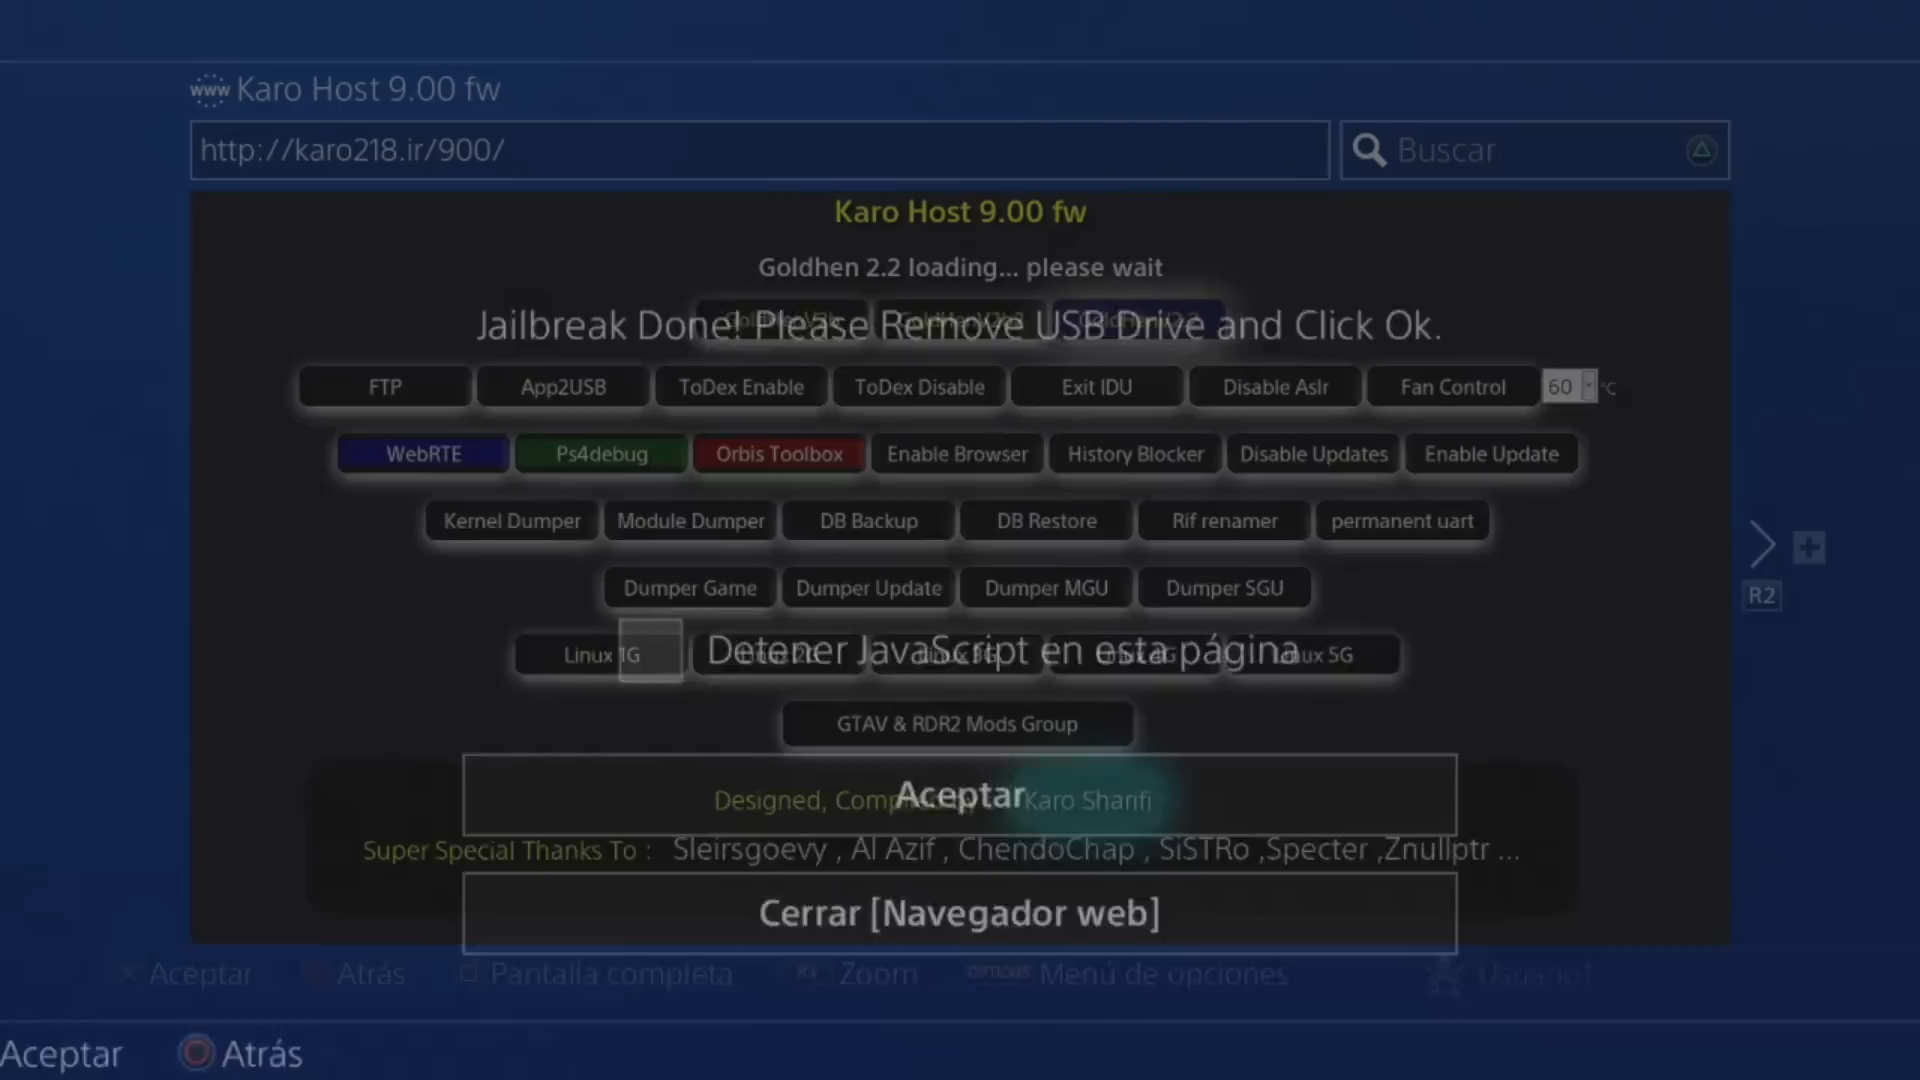 www Karo Host 9.00 fw
http://karo218.ir/900/
Buscar
Karo Host 9.00 fw
Goldhen 2.2 loading... please wait
Jailbreak Done! Please Remove USB Drive and Click Ok.
FTP App2USB ToDex Enable ToDex Disable Exit IDU Disable Aslr Fan Control 60 °C
WebRTE Ps4debug Orbis Toolbox Enable Browser History Blocker Disable Updates Enable Update
Kernel Dumper Module Dumper DB Backup DB Restore Rif renamer permanent uart
R2
Dumper Game Dumper Update Dumper MGU Dumper SGU
Linux 1G Linux 5G
Detener JavaScript en esta página
GTAV & RDR2 Mods Group
Aceptar
Designed, Karo Sharifi
Super Special Thanks To : Sleirsgoevy , Al Azif , ChendoChap , SiSTRo ,Specter ,Znullptr ...
Cerrar [Navegador web]
Aceptar Atrás Pantalla completa Zoom OPTIONS Menú de opciones
Aceptar Atrás